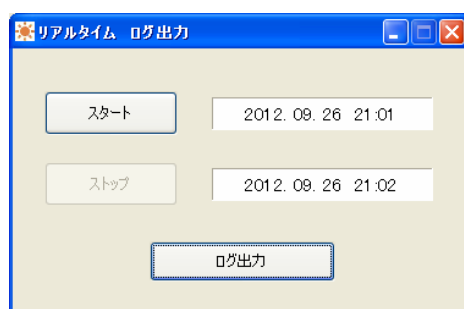 リアルタイム ログ出力
スタート 2012. 09. 26 21:01
ストップ 2012. 09. 26 21:02
ログ出力